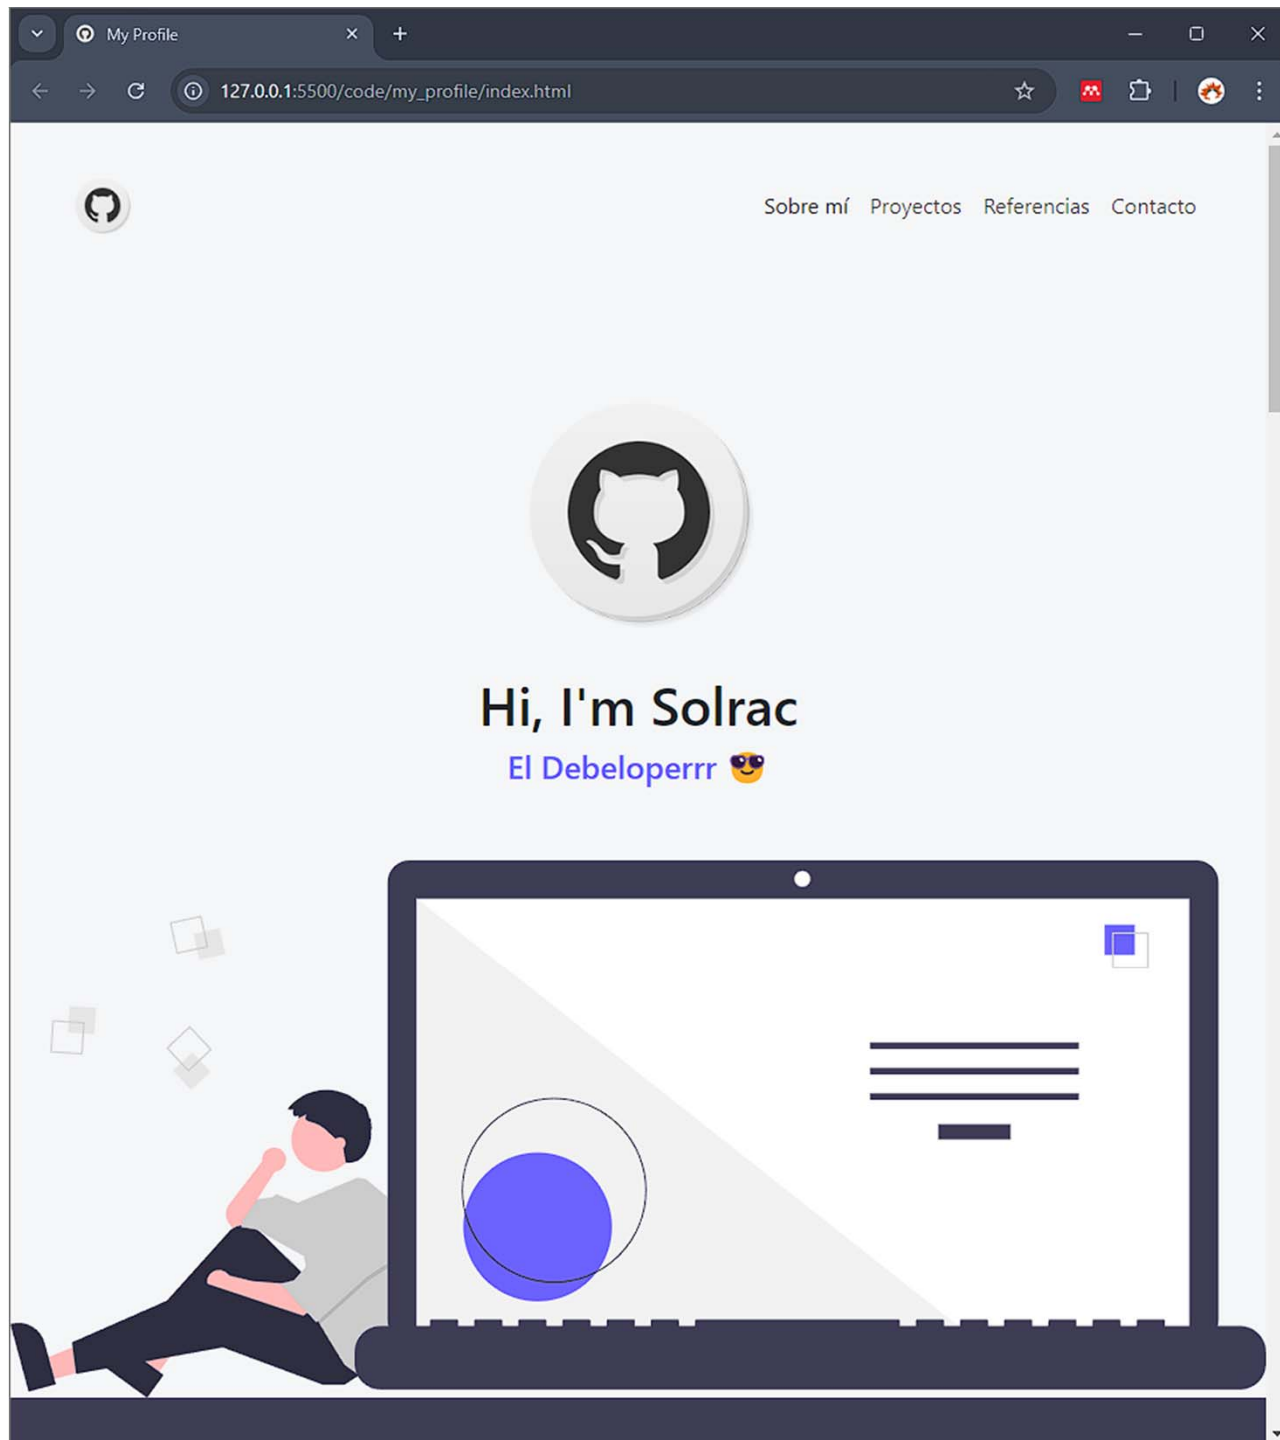 My Profile
127.0.0.1:5500/code/my_profile/index.html
Sobre mí Proyectos Referencias Contacto
Hi, I'm Solrac
El Debeloperrr 😎